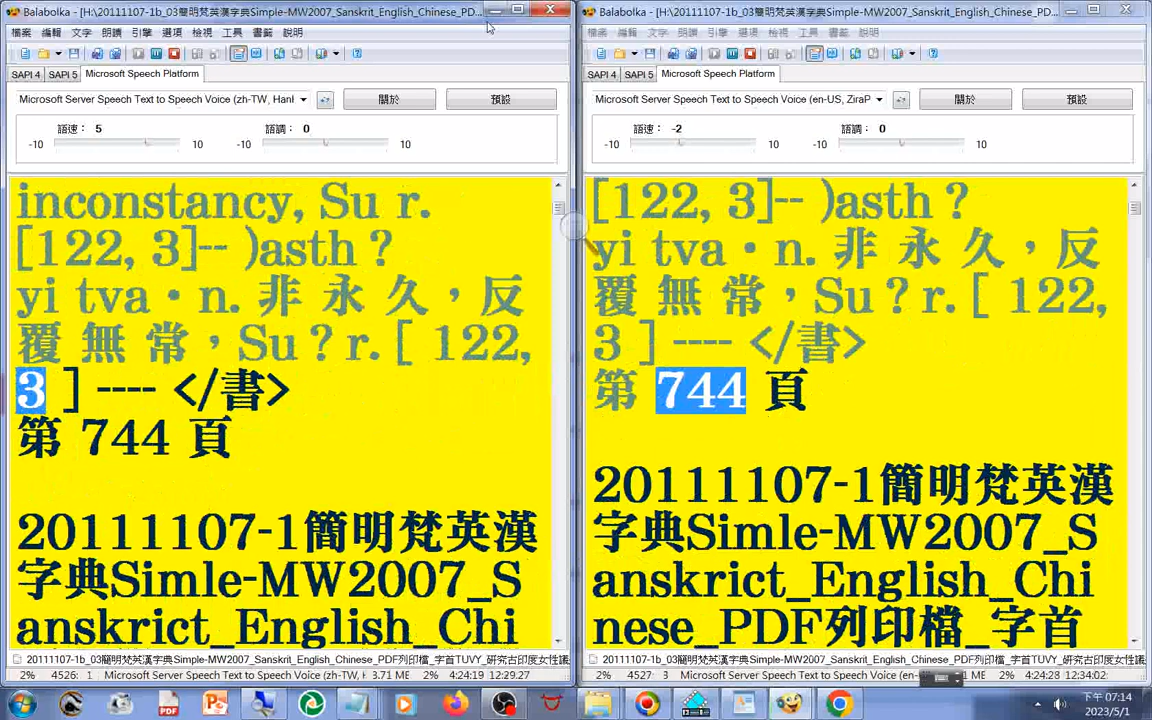 Balabolka - [H:\20111107-1b_03簡明梵英漢字典Simple-MW2007_Sanskrit_English_Chinese_PD...
檔案 編輯 文字 朗讀 引擎 選項 檢視 工具 書籤 說明
SAPI 4 SAPI 5 Microsoft Speech Platform
Microsoft Server Speech Text to Speech Voice (zh-TW, Hanl 關於 預設
語速： 5 語調： 0
-10 10 -10 10
inconstancy, Su r.
[122, 3]-- )asth ?
yi tva • n. 非 永 久，反
覆 無 常，Su ? r. [ 122,
3 ] ---- </書>
第 744 頁
20111107-1簡明梵英漢
字典Simle-MW2007_S
anskrict_English_Chi
20111107-1b_03簡明梵英漢字典Simple-MW2007_Sanskrit_English_Chinese_PDF列印檔_字首TUVY_研究古印度女性議
2% 4526: 1 Microsoft Server Speech Text to Speech Voice (zh-TW, H 3.71 ME 2% 4:24:19 12:29:27
Balabolka - [H:\20111107-1b_03簡明梵英漢字典Simple-MW2007_Sanskrit_English_Chinese_PD...
檔案 編輯 文字 朗讀 引擎 選項 檢視 工具 書籤 說明
SAPI 4 SAPI 5 Microsoft Speech Platform
Microsoft Server Speech Text to Speech Voice (en-US, ZiraP 關於 預設
語速： -2 語調： 0
-10 10 -10 10
[122, 3]-- )asth ?
yi tva • n. 非 永 久，反
覆 無 常，Su ? r. [ 122,
3 ] ---- </書>
第 744 頁
20111107-1簡明梵英漢
字典Simle-MW2007_S
anskrict_English_Chi
nese_PDF列印檔_字首
20111107-1b_03簡明梵英漢字典Simple-MW2007_Sanskrit_English_Chinese_PDF列印檔_字首TUVY_研究古印度女性議
2% 4527: Microsoft Server Speech Text to Speech Voice (en-US ME 2% 4:24:28 12:34:02
下午 07:14
2023/5/1